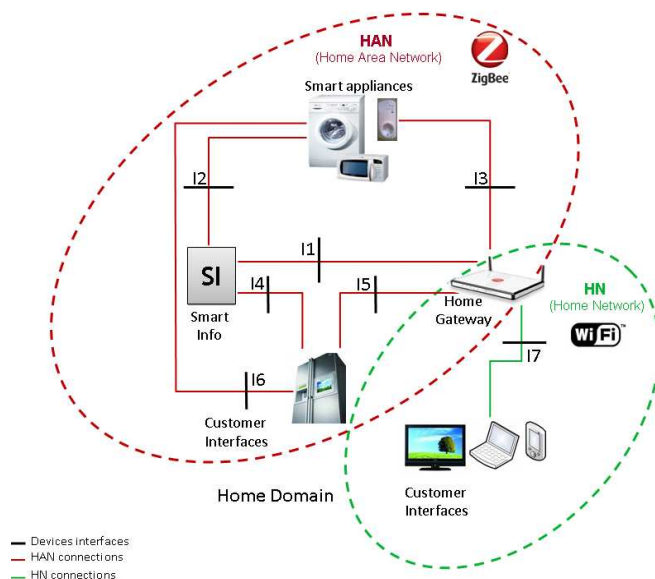 HAN
(Home Area Network)
ZigBee
Smart appliances
I2
I3
I1
SI
I4
I5
Smart
Info
Home
Gateway
HN
(Home Network)
WiFi™
I7
I6
Customer
Interfaces
Customer
Interfaces
Home Domain
Devices interfaces
HAN connections
HN connections